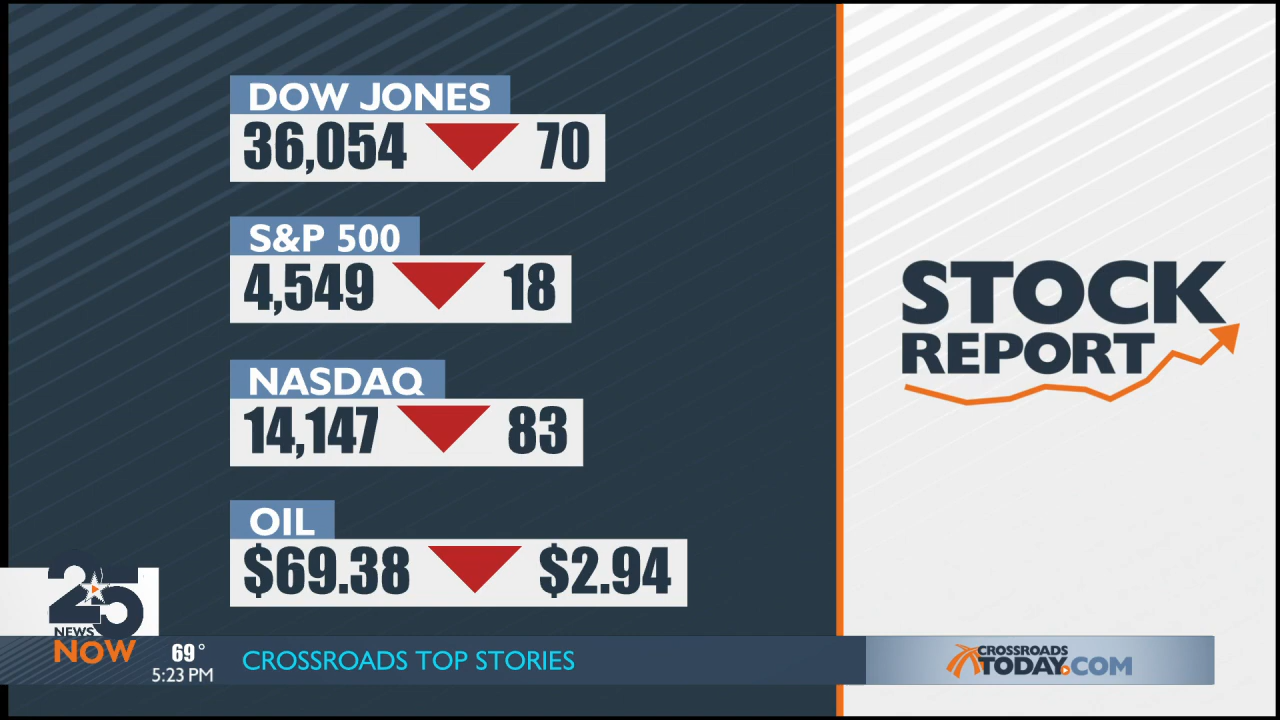 DOW JONES
36,054 70
S&P 500
4,549 18
NASDAQ
14,147 83
OIL
$69.38 $2.94
STOCK
REPORT
25
NEWS
NOW
69°
5:23 PM
CROSSROADS TOP STORIES
CROSSROADS
TODAY.COM